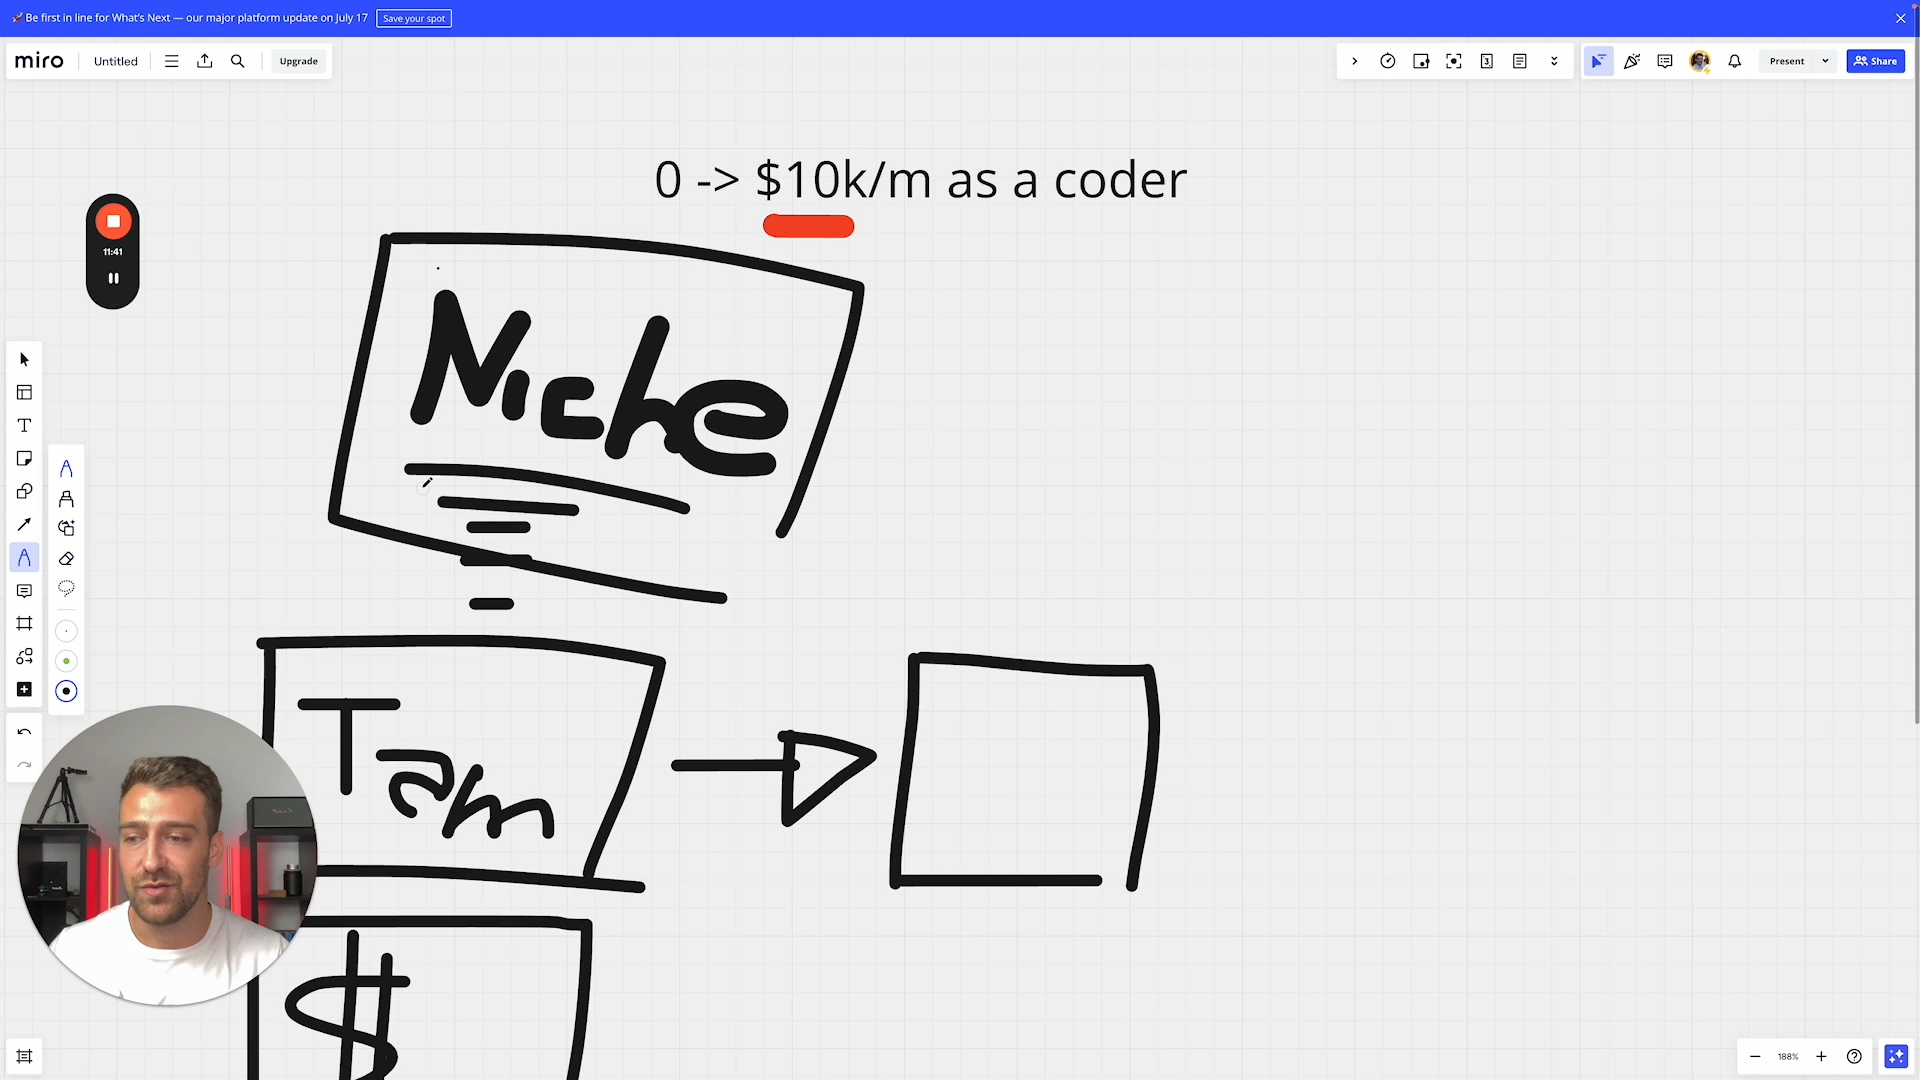 🚀 Be first in line for What's Next — our major platform update on July 17 Save your spot
miro Untitled Upgrade
3 Present Share
0 -> $10k/m as a coder
11:41
Niche
Tam
$
188%